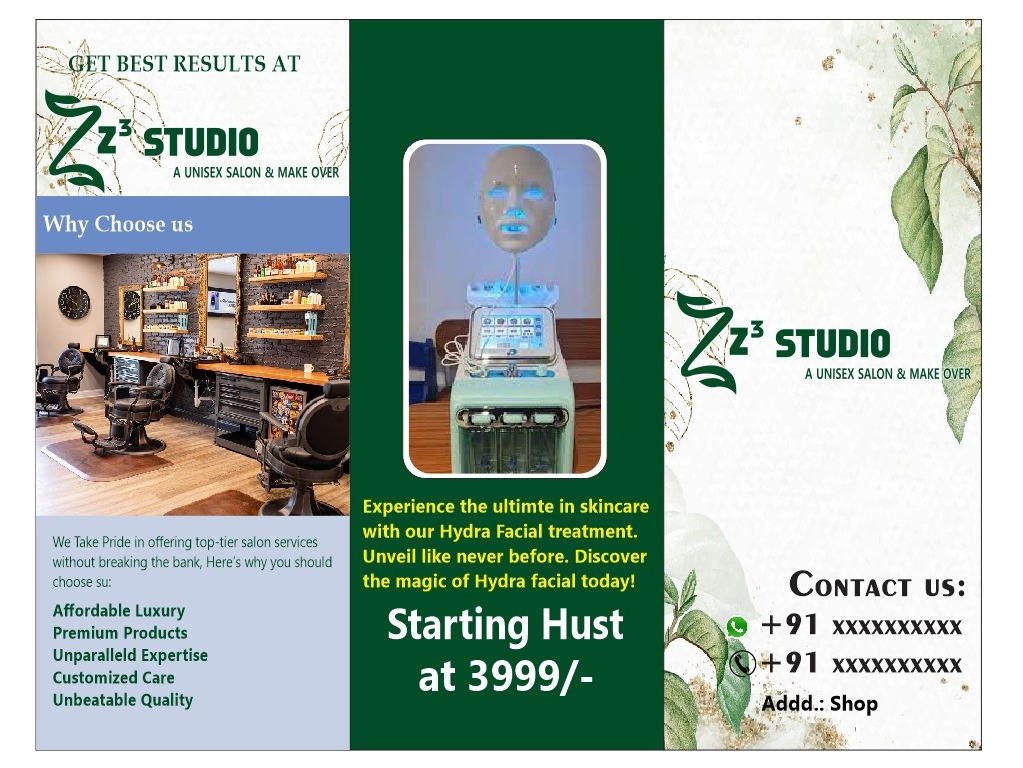 GET BEST RESULTS AT
Z³ STUDIO
A UNISEX SALON & MAKE OVER
Why Choose us
We Take Pride in offering top-tier salon services
without breaking the bank, Here's why you should
choose su:
Affordable Luxury
Premium Products
Unparalleld Expertise
Customized Care
Unbeatable Quality
Experience the ultimte in skincare
with our Hydra Facial treatment.
Unveil like never before. Discover
the magic of Hydra facial today!
Starting Hust
at 3999/-
Z³ STUDIO
A UNISEX SALON & MAKE OVER
Contact us:
+91 xxxxxxxxxx
+91 xxxxxxxxxx
Addd.: Shop